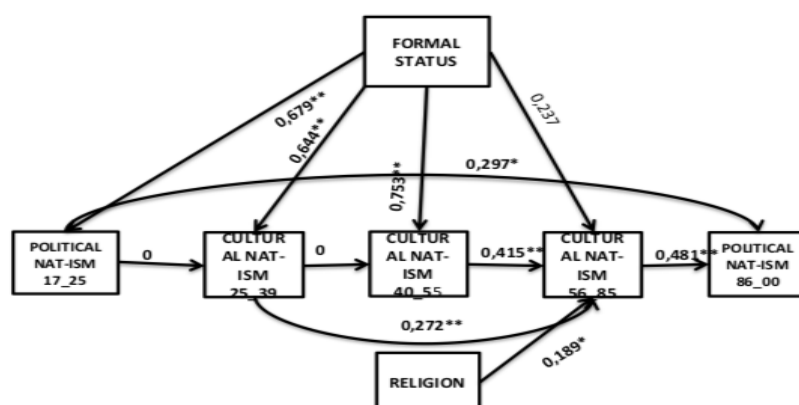 FORMAL
STATUS
0,679**
0,644**
0,753**
0,237
0,297*
POLITICAL
NAT-ISM
17_25
0
CULTUR
AL NAT-
ISM
25_39
0
CULTUR
AL NAT-
ISM
40_55
0,415**
CULTUR
AL NAT-
ISM
56_85
0,481**
POLITICAL
NAT-ISM
86_00
0,272**
0,189*
RELIGION